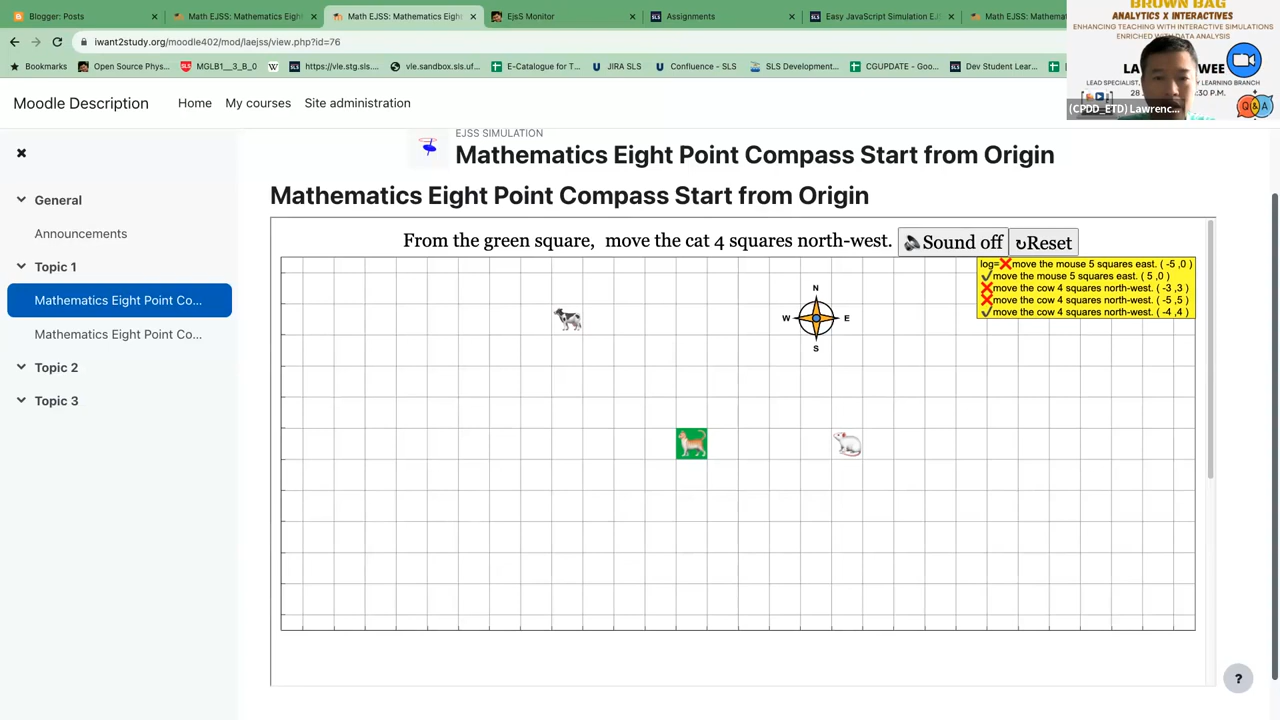 Blogger: Posts
Math EJSS: Mathematics Eight
Math EJSS: Mathematics Eight
EjsS Monitor
Assignments
Easy JavaScript Simulation E
Math EJSS: Mathema
iwant2study.org/moodle402/mod/laejss/view.php?id=76
Bookmarks
Open Source Phys...
MGLB1__3_B_0
https://vle.stg.sls....
vle.sandbox.sls.uf...
E-Catalogue for T...
JIRA SLS
Confluence - SLS
SLS Development...
CGUPDATE - Goo...
Dev Student Lear...
BROWN BAG
ANALYTICS X INTERACTIVES
ENHANCING TEACHING WITH INTERACTIVE SIMULATIONS
ENRICHED WITH DATA ANALYSIS
WEE
(CPDD_ETD) Lawrenc...
Q&A
Moodle Description
Home
My courses
Site administration
General
Announcements
Topic 1
Mathematics Eight Point Co...
Mathematics Eight Point Co...
Topic 2
Topic 3
EJSS SIMULATION
Mathematics Eight Point Compass Start from Origin
Mathematics Eight Point Compass Start from Origin
From the green square, move the cat 4 squares north-west.
Sound off
Reset
log=❌move the mouse 5 squares east. ( -5 ,0 )
✓move the mouse 5 squares east. ( 5 ,0 )
❌move the cow 4 squares north-west. ( -3 ,3 )
❌move the cow 4 squares north-west. ( -5 ,5 )
✓move the cow 4 squares north-west. ( -4 ,4 )
N
W E
S
?